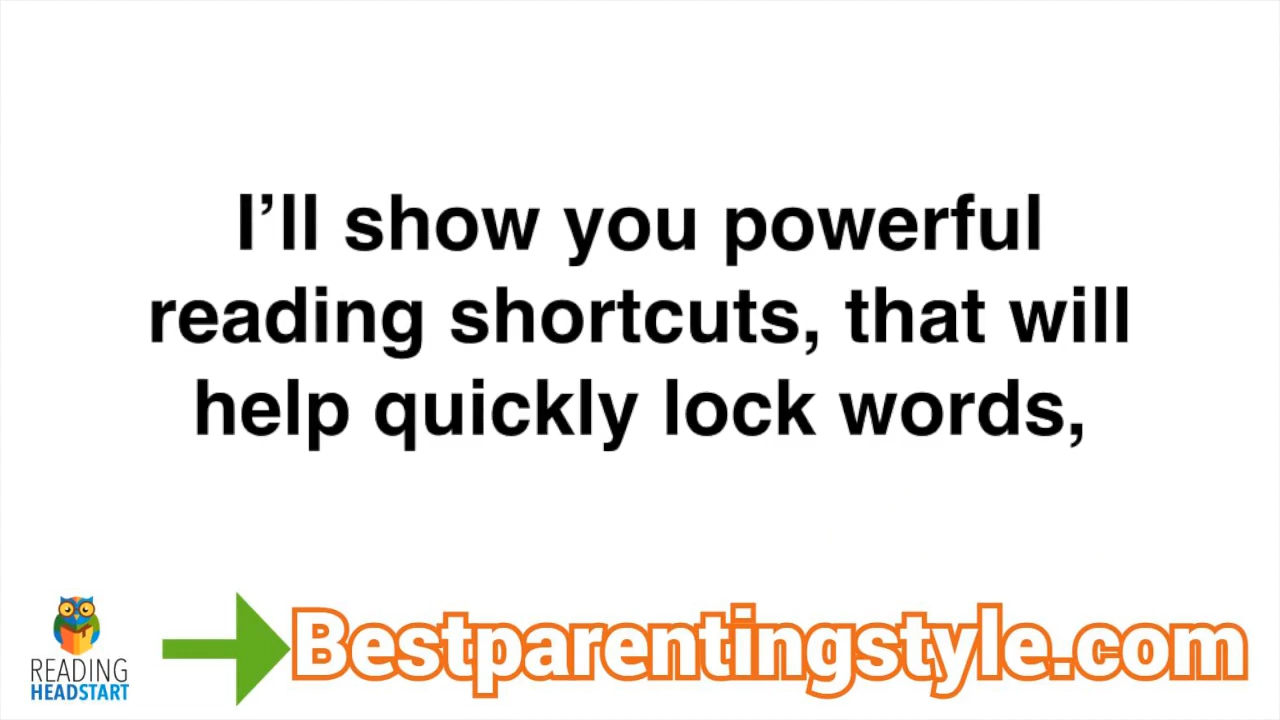 I’ll show you powerful
reading shortcuts, that will
help quickly lock words,
READING
HEADSTART
Bestparentingstyle.com